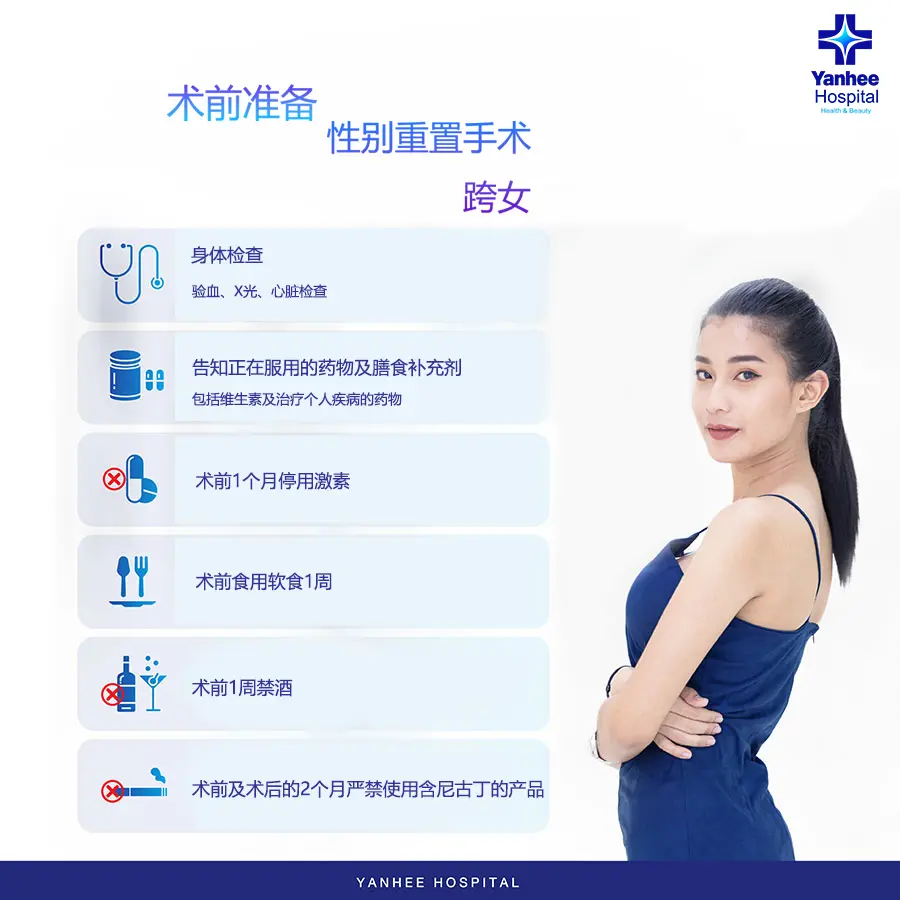 Yanhee
Hospital
Health & Beauty
术前准备
性别重置手术
跨女
身体检查
验血、X光、心脏检查
告知正在服用的药物及膳食补充剂
包括维生素及治疗个人疾病的药物
术前1个月停用激素
术前食用软食1周
术前1周禁酒
术前及术后的2个月严禁使用含尼古丁的产品
YANHEE HOSPITAL